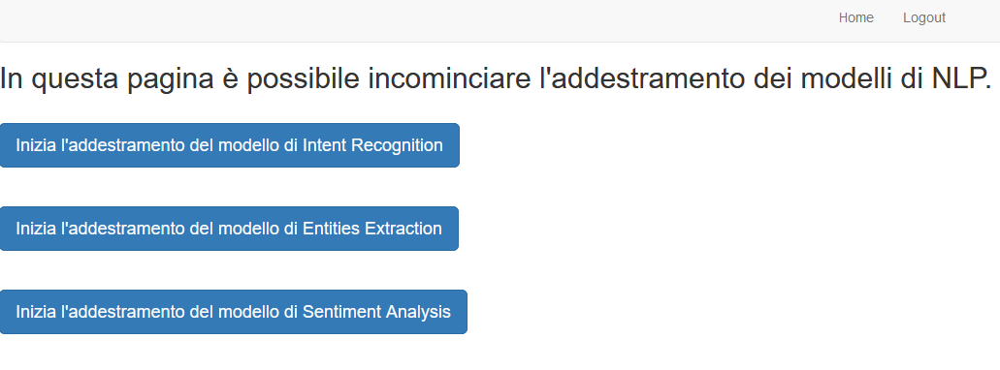 Home Logout
In questa pagina è possibile incominciare l'addestramento dei modelli di NLP.
Inizia l'addestramento del modello di Intent Recognition
Inizia l'addestramento del modello di Entities Extraction
Inizia l'addestramento del modello di Sentiment Analysis